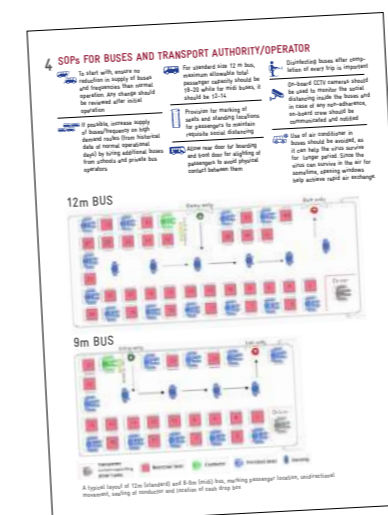 4 SOPs FOR BUSES AND TRANSPORT AUTHORITY/OPERATOR
To start with, ensure no
reduction in supply of buses
and frequencies than normal
operation. Any change should
be reviewed after initial
operation
If possible, increase supply
of buses/frequency on high
demand routes (from historical
data of normal operational
days) by hiring additional buses
from schools and private bus
operators
For standard size 12 m bus,
maximum allowable total
passenger capacity should be
18-20 while for midi buses, it
should be 12-14
Provision for marking of
seats and standing locations
for passengers to maintain
requisite social distancing
Allow rear door for boarding
and front door for alighting of
passengers to avoid physical
contact between them
Disinfecting buses after comp-
letion of every trip is important
On-board CCTV cameras should
be used to monitor the social
distancing inside the buses and
in case of any non-adherence,
on-board crew should be
communicated and notified
Use of air conditioner in
buses should be avoided, as
it can help the virus survive
for longer period. Since the
virus can survive in the air for
sometime, opening windows
help achieve rapid air exchange
12m BUS
Entry only
Exit only
Driver
9m BUS
Entry only
Exit only
Driver
Restricted Seats
Conductor
Permitted Seats
Standing
A typical layout of 12m (standard) and 8-9m (midi) bus, marking passenger location, unidirectional
movement, seating of conductor and location of cash drop box